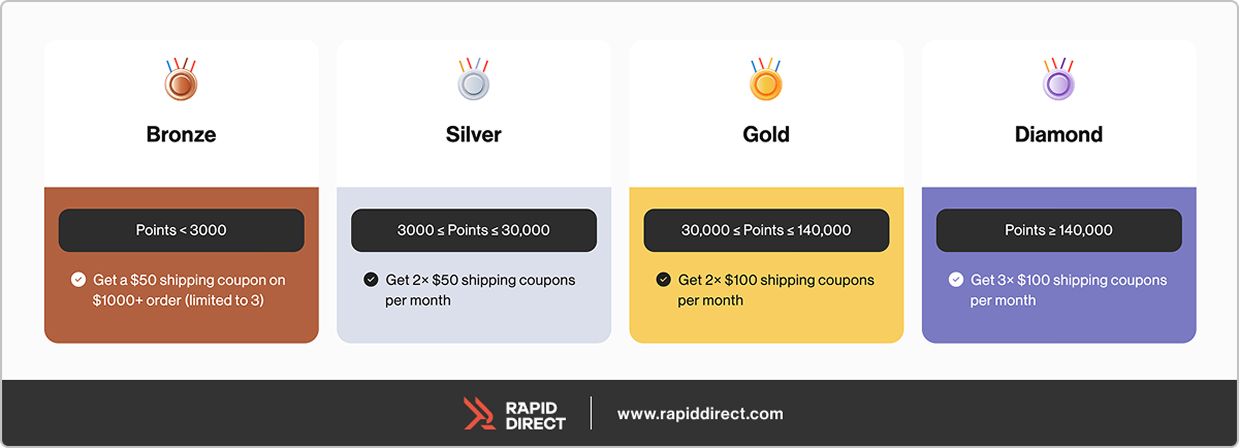 Bronze
Points < 3000
Get a $50 shipping coupon on
$1000+ order (limited to 3)
Silver
3000 ≤ Points ≤ 30,000
Get 2× $50 shipping coupons
per month
Gold
30,000 ≤ Points ≤ 140,000
Get 2× $100 shipping coupons
per month
Diamond
Points ≥ 140,000
Get 3× $100 shipping coupons
per month
RAPID
DIRECT
www.rapiddirect.com